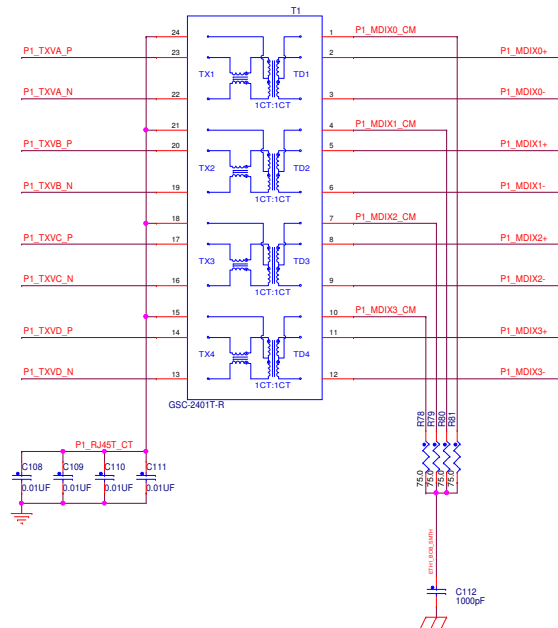 T1
24 1 P1_MDIX0_CM
P1_TXVA_P 23 2 P1_MDIX0+
TX1 TD1
P1_TXVA_N 22 3 P1_MDIX0-
1CT:1CT
21 4 P1_MDIX1_CM
P1_TXVB_P 20 5 P1_MDIX1+
TX2 TD2
P1_TXVB_N 19 6 P1_MDIX1-
1CT:1CT
18 7 P1_MDIX2_CM
P1_TXVC_P 17 8 P1_MDIX2+
TX3 TD3
P1_TXVC_N 16 9 P1_MDIX2-
1CT:1CT
15 10 P1_MDIX3_CM
P1_TXVD_P 14 11 P1_MDIX3+
TX4 TD4
P1_TXVD_N 13 12 P1_MDIX3-
1CT:1CT
GSC-2401T-R
R78 R79 R80 R81
P1_RJ45T_CT
C108 C109 C110 C111
0.01UF 0.01UF 0.01UF 0.01UF
75.0 75.0 75.0 75.0
ETH1_BOB_SMTH
C112
1000pF